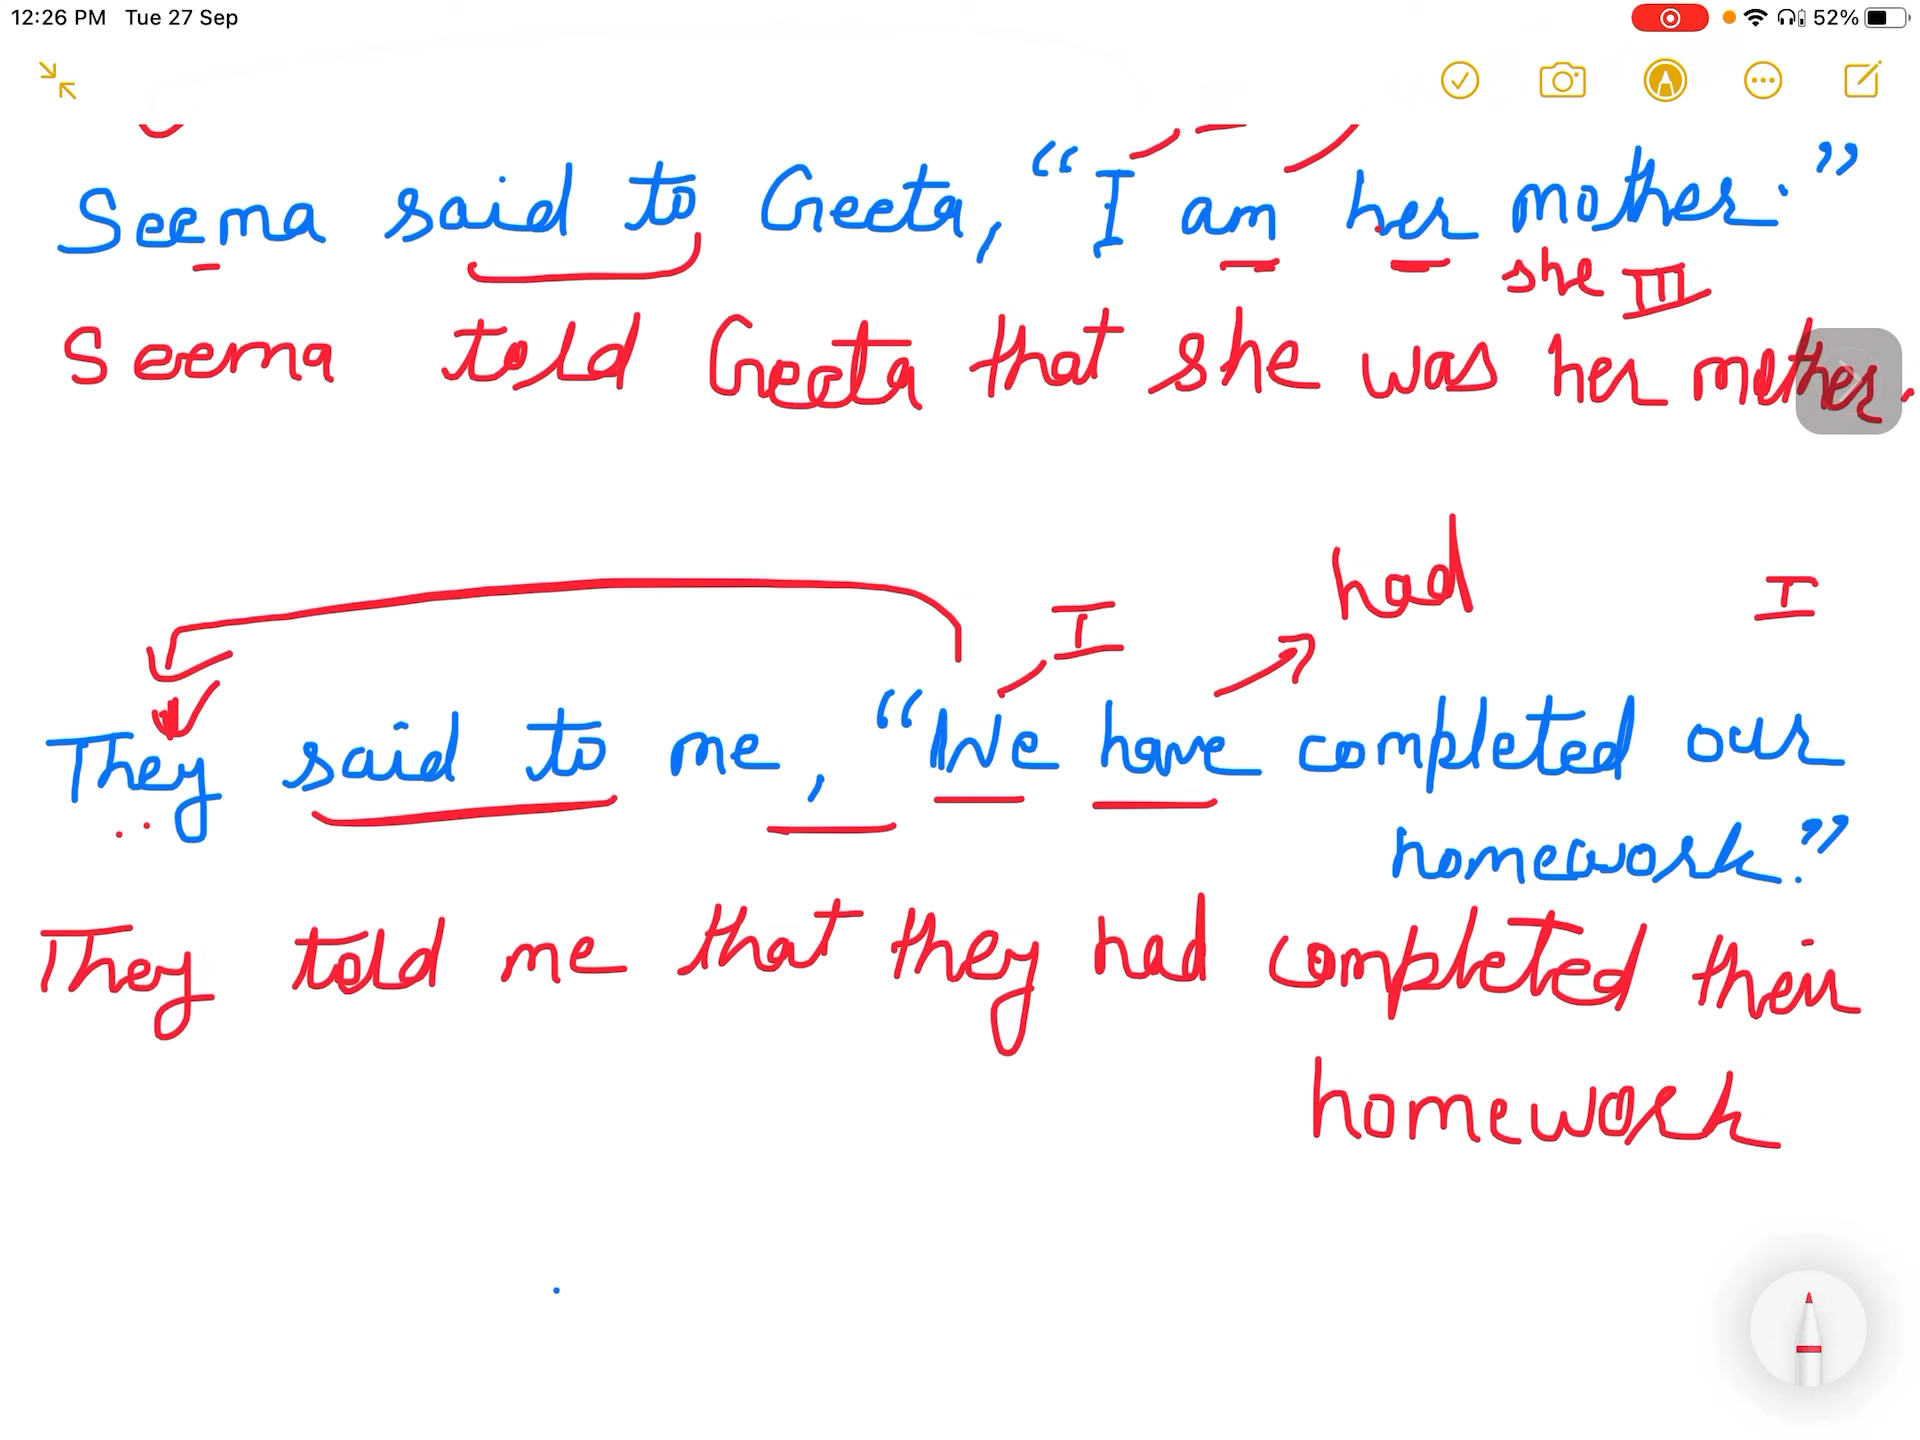 12:26 PM Tue 27 Sep 52%
Seema said to Geeta, “I am her mother.”
she III
Seema told Geeta that she was her mother.
had
I I
They said to me, “We have completed our
homework.”
They told me that they had completed their
homework